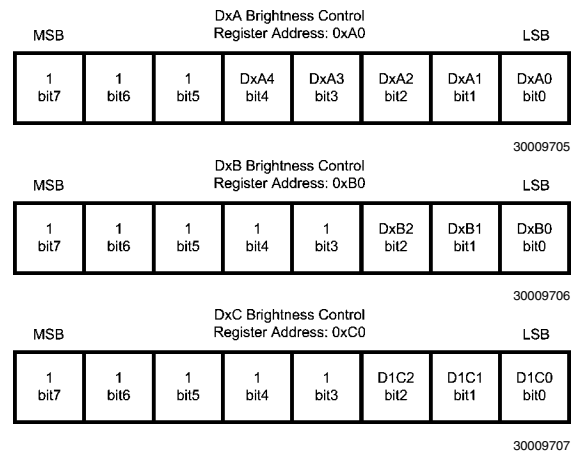 DxA Brightness Control
MSB Register Address: 0xA0 LSB
1 1 1 DxA4 DxA3 DxA2 DxA1 DxA0
bit7 bit6 bit5 bit4 bit3 bit2 bit1 bit0
30009705
DxB Brightness Control
MSB Register Address: 0xB0 LSB
1 1 1 1 1 DxB2 DxB1 DxB0
bit7 bit6 bit5 bit4 bit3 bit2 bit1 bit0
30009706
DxC Brightness Control
MSB Register Address: 0xC0 LSB
1 1 1 1 1 D1C2 D1C1 D1C0
bit7 bit6 bit5 bit4 bit3 bit2 bit1 bit0
30009707